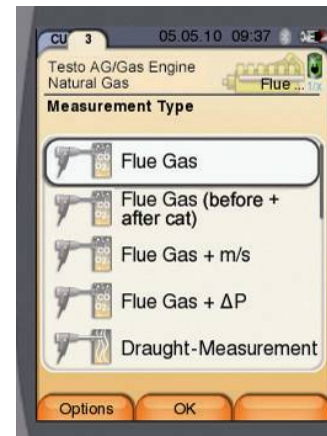 CU 3 05.05.10 09:37
Testo AG/Gas Engine
Natural Gas Flue ... 1/x
Measurement Type
Flue Gas
Flue Gas (before +
after cat)
Flue Gas + m/s
Flue Gas + ΔP
Draught-Measurement
Options OK